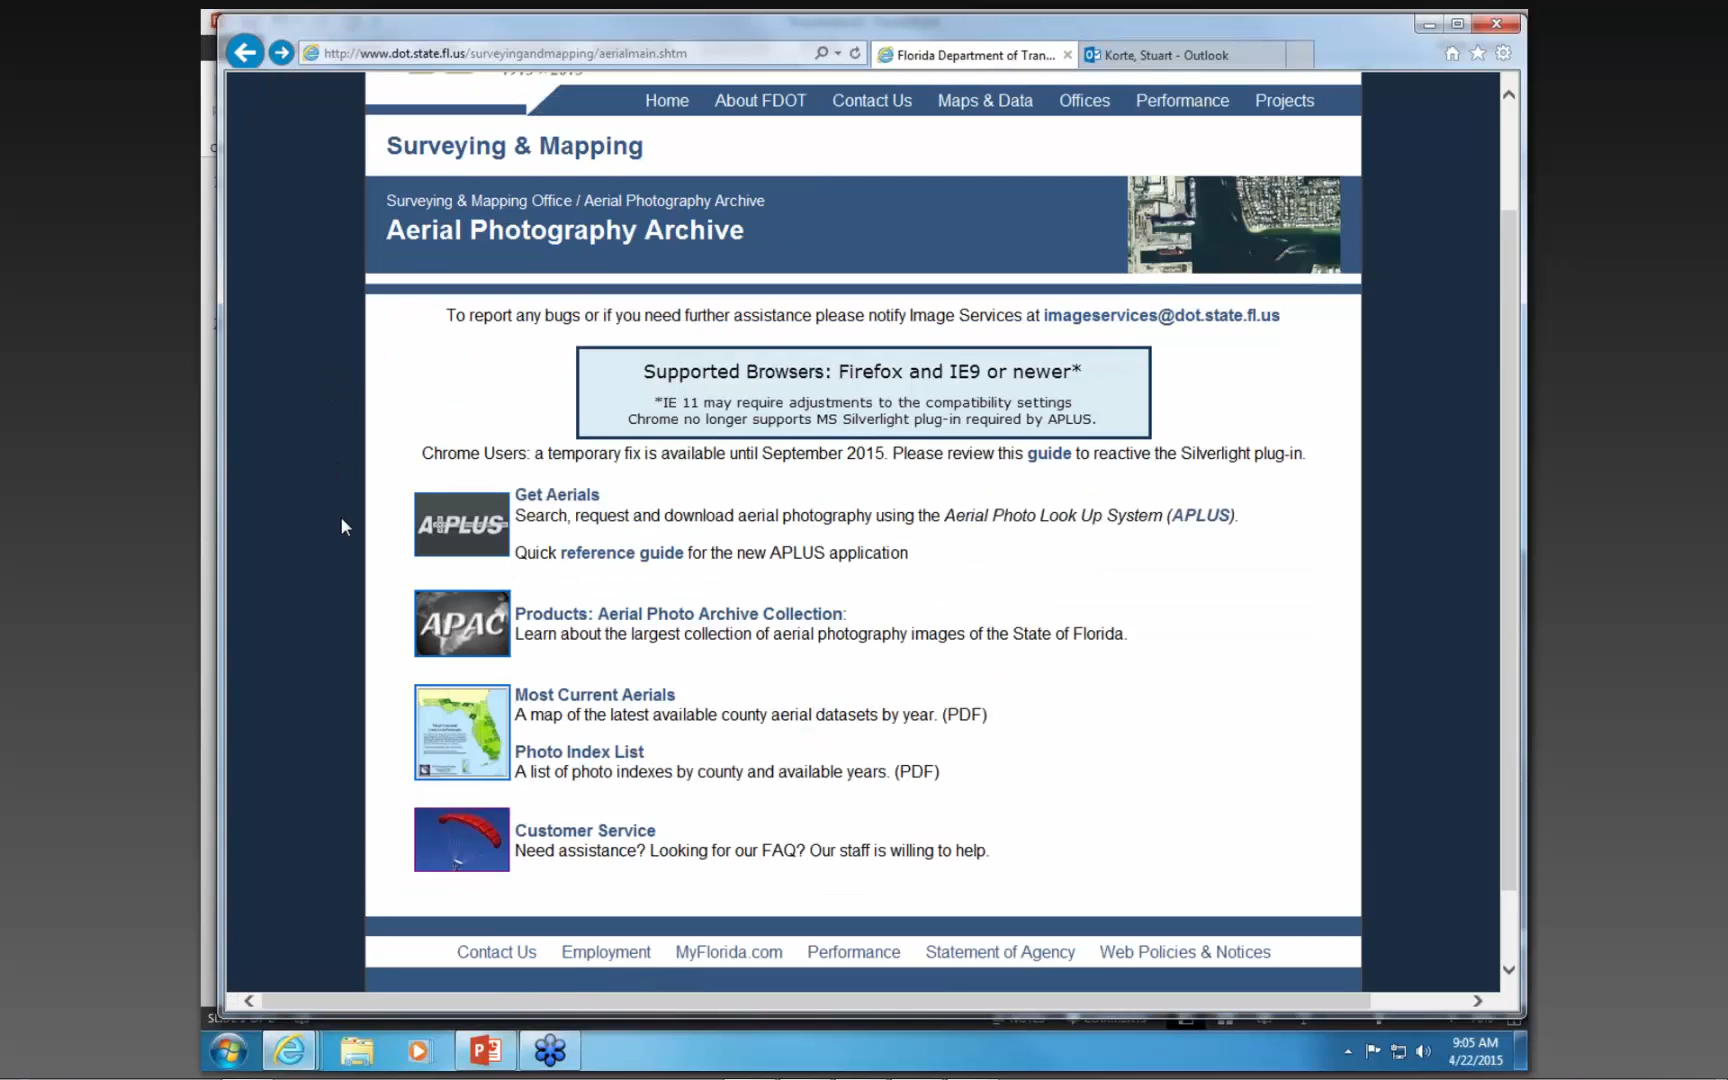 http://www.dot.state.fl.us/surveyingandmapping/aerialmain.shtm
Florida Department of Tran...
Korte, Stuart - Outlook
Home About FDOT Contact Us Maps & Data Offices Performance Projects
Surveying & Mapping
Surveying & Mapping Office / Aerial Photography Archive
Aerial Photography Archive
To report any bugs or if you need further assistance please notify Image Services at imageservices@dot.state.fl.us
Supported Browsers: Firefox and IE9 or newer*
*IE 11 may require adjustments to the compatibility settings
Chrome no longer supports MS Silverlight plug-in required by APLUS.
Chrome Users: a temporary fix is available until September 2015. Please review this guide to reactive the Silverlight plug-in.
Get Aerials
APLUS
Search, request and download aerial photography using the Aerial Photo Look Up System (APLUS).
Quick reference guide for the new APLUS application
APAC
Products: Aerial Photo Archive Collection:
Learn about the largest collection of aerial photography images of the State of Florida.
Most Current Aerials
A map of the latest available county aerial datasets by year. (PDF)
Photo Index List
A list of photo indexes by county and available years. (PDF)
Customer Service
Need assistance? Looking for our FAQ? Our staff is willing to help.
Contact Us Employment MyFlorida.com Performance Statement of Agency Web Policies & Notices
9:05 AM
4/22/2015